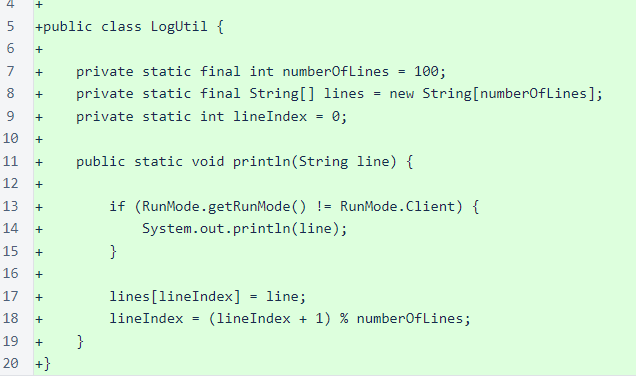 4 +
5 +public class LogUtil {
6 +
7 +    private static final int numberOfLines = 100;
8 +    private static final String[] lines = new String[numberOfLines];
9 +    private static int lineIndex = 0;
10 +
11 +    public static void println(String line) {
12 +
13 +        if (RunMode.getRunMode() != RunMode.Client) {
14 +            System.out.println(line);
15 +        }
16 +
17 +        lines[lineIndex] = line;
18 +        lineIndex = (lineIndex + 1) % numberOfLines;
19 +    }
20 +}